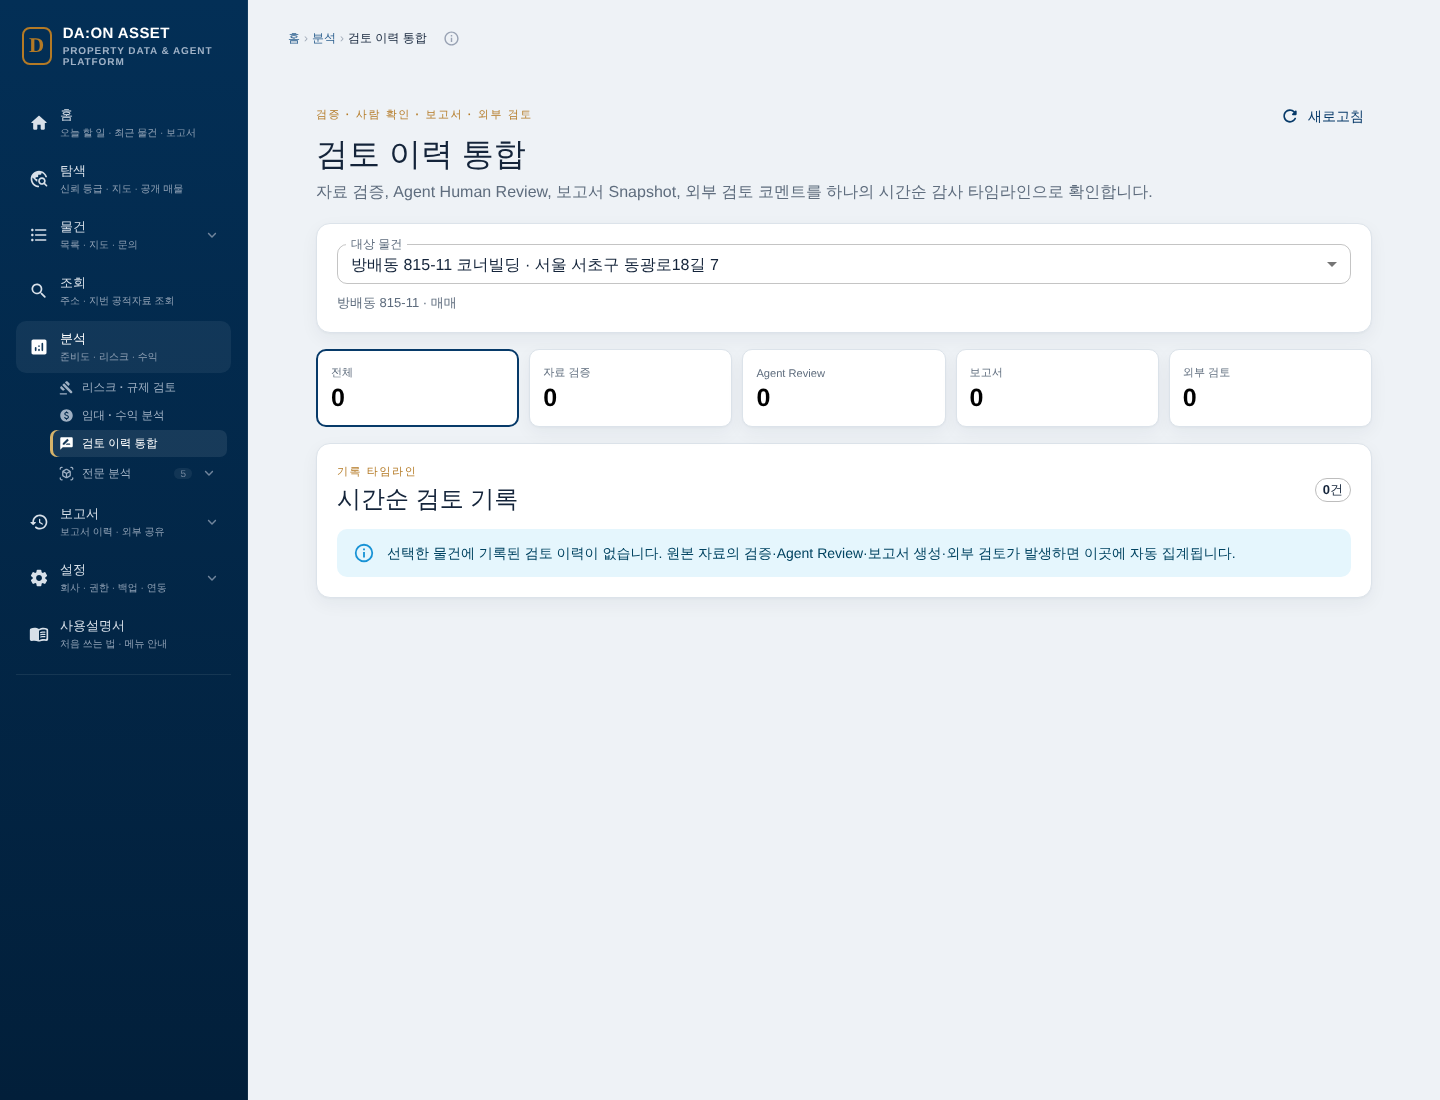 D
DA:ON ASSET
PROPERTY DATA & AGENT
PLATFORM
홈
오늘 할 일 · 최근 물건 · 보고서
탐색
신뢰 등급 · 지도 · 공개 매물
물건
목록 · 지도 · 문의
조회
주소 · 지번 공적자료 조회
분석
준비도 · 리스크 · 수익
리스크 · 규제 검토
임대 · 수익 분석
검토 이력 통합
전문 분석 5
보고서
보고서 이력 · 외부 공유
설정
회사 · 권한 · 백업 · 연동
사용설명서
처음 쓰는 법 · 메뉴 안내
홈 › 분석 › 검토 이력 통합
검증 · 사람 확인 · 보고서 · 외부 검토
새로고침
검토 이력 통합
자료 검증, Agent Human Review, 보고서 Snapshot, 외부 검토 코멘트를 하나의 시간순 감사 타임라인으로 확인합니다.
대상 물건
방배동 815-11 코너빌딩 · 서울 서초구 동광로18길 7
방배동 815-11 · 매매
전체
0
자료 검증
0
Agent Review
0
보고서
0
외부 검토
0
기록 타임라인
시간순 검토 기록
0건
선택한 물건에 기록된 검토 이력이 없습니다. 원본 자료의 검증·Agent Review·보고서 생성·외부 검토가 발생하면 이곳에 자동 집계됩니다.